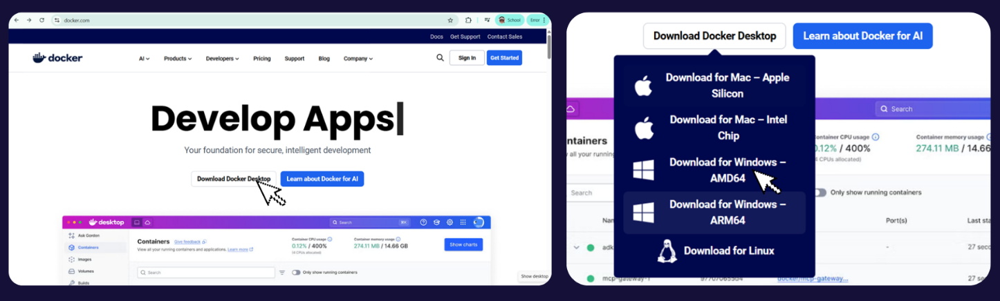 docker.com
School
Error
Docs Get Support Contact Sales
docker
AI Products Developers Pricing Support Blog Company
Sign In
Get Started
Develop Apps
Your foundation for secure, intelligent development
Download Docker Desktop
Learn about Docker for AI
desktop
Search
⌘K
Ask Gordon
Containers
Images
Volumes
Builds
Containers Give feedback
View all your running containers and applications. Learn more
Container CPU usage
0.12% / 400%
(4 CPUs allocated)
Container memory usage
274.11 MB / 14.66 GB
Show charts
Search
Only show running containers
Show desktop
Download Docker Desktop
Learn about Docker for AI
Download for Mac – Apple
Silicon
Download for Mac – Intel
Chip
Download for Windows –
AMD64
Download for Windows –
ARM64
Download for Linux
Search
ntainers
all your running
ontainer CPU usage
0.12% / 400%
CPUs allocated)
Container memory usage
274.11 MB / 14.66
Search
Only show running containers
Nam
Port(s)
Last sta
adk
-
27 seco
mcp-gateway-1
docker/mcp-gateway...
27 se